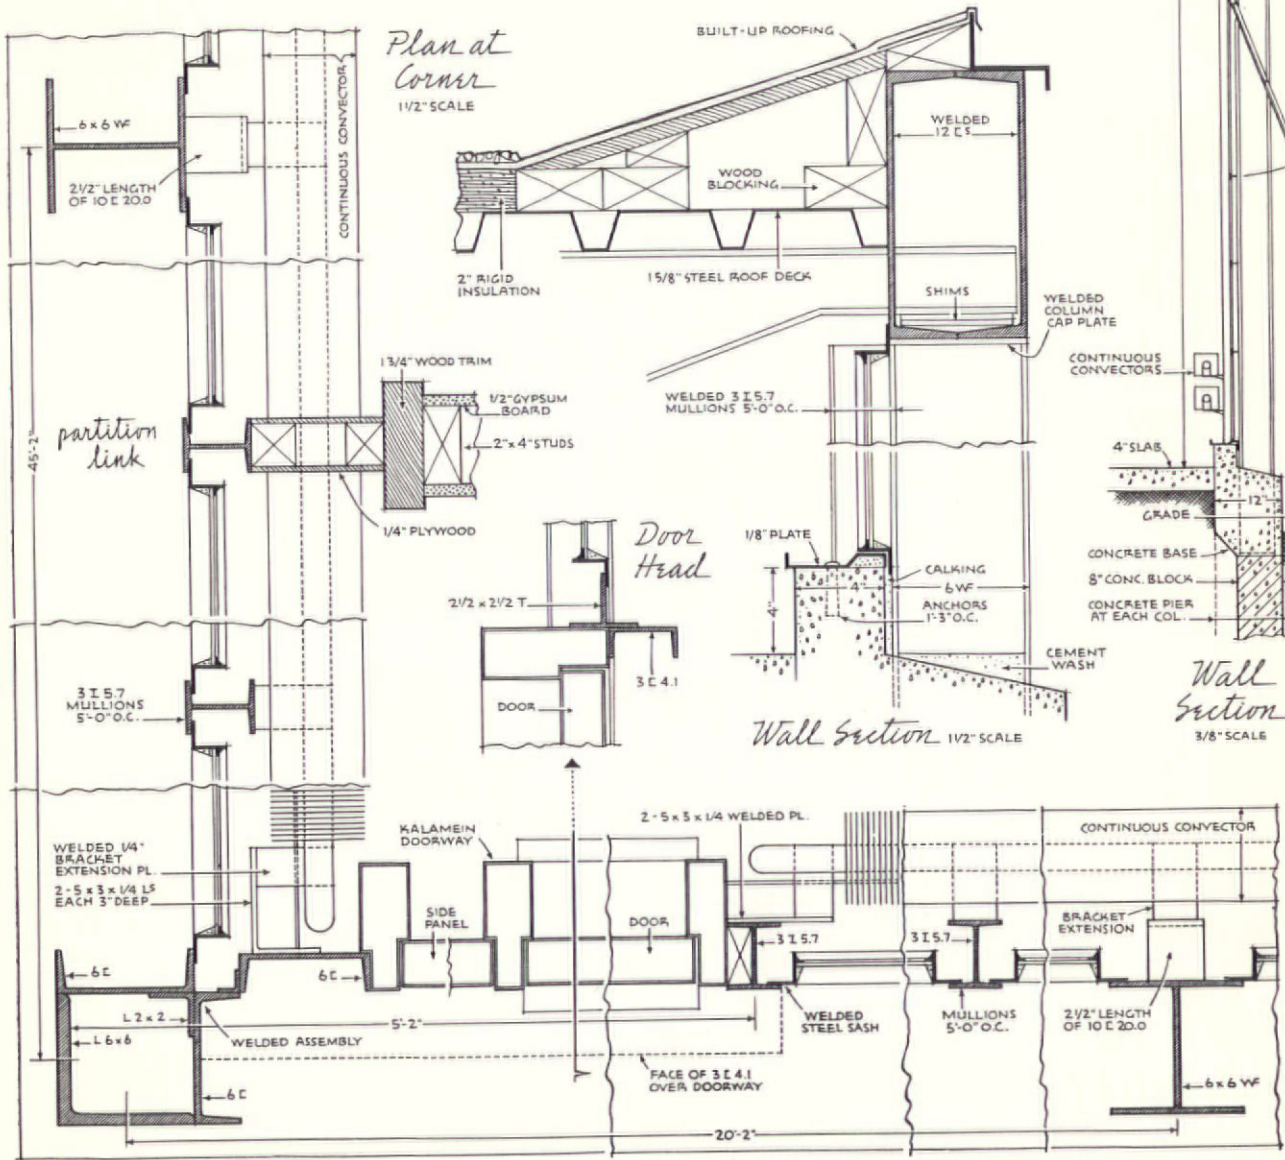 Plan at
Corner
1 1/2" SCALE
6 x 6 WF
2 1/2" LENGTH
OF 10 [ 20.0
CONTINUOUS CONVECTOR
45'-2"
partition
link
1 3/4" WOOD TRIM
1/2" GYPSUM
BOARD
2" x 4" STUDS
1/4" PLYWOOD
3 I 5.7
MULLIONS
5'-0" O.C.
BUILT-UP ROOFING
WELDED
12 [S
WOOD
BLOCKING
2" RIGID
INSULATION
1 5/8" STEEL ROOF DECK
SHIMS
WELDED
COLUMN
CAP PLATE
WELDED 3 I 5.7
MULLIONS 5'-0" O.C.
1/8" PLATE
CALKING
4"
6 WF
4"
ANCHORS
1'-3" O.C.
CEMENT
WASH
Wall Section 1 1/2" SCALE
Door
Head
2 1/2 x 2 1/2 T
3 [ 4.1
DOOR
CONTINUOUS
CONVECTORS
4" SLAB
12"
GRADE
CONCRETE BASE
8" CONC. BLOCK
CONCRETE PIER
AT EACH COL.
Wall
Section
3/8" SCALE
WELDED 1/4"
BRACKET
EXTENSION PL.
2 - 5 x 3 x 1/4 LS
EACH 3" DEEP
KALAMEIN
DOORWAY
SIDE
PANEL
DOOR
2 - 5 x 3 x 1/4 WELDED PL.
CONTINUOUS CONVECTOR
3 I 5.7
3 I 5.7
BRACKET
EXTENSION
6 [
6 [
L 2 x 2
L 6 x 6
5'-2"
WELDED ASSEMBLY
WELDED
STEEL SASH
MULLIONS
5'-0" O.C.
2 1/2" LENGTH
OF 10 [ 20.0
6 [
FACE OF 3 [ 4.1
OVER DOORWAY
6 x 6 WF
20'-2"